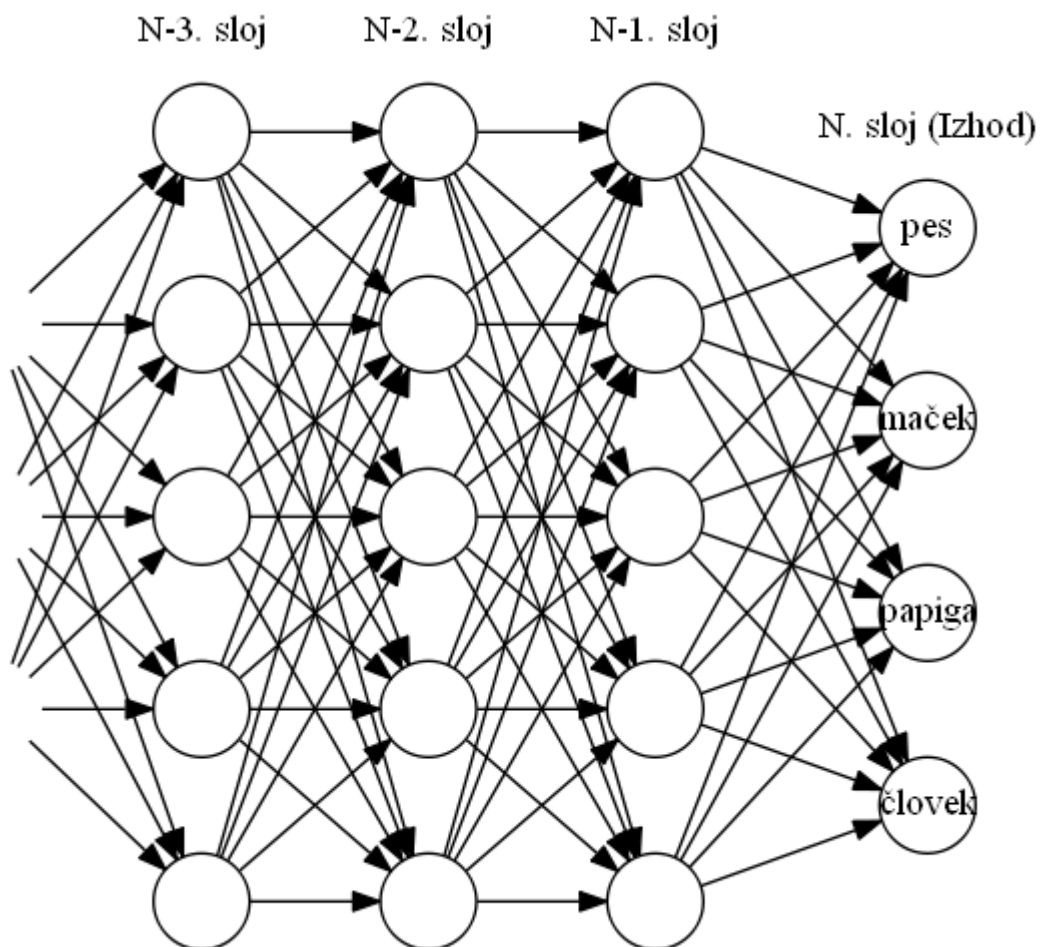 N-3. sloj
N-2. sloj
N-1. sloj
N. sloj (Izhod)
pes
maček
papiga
človek